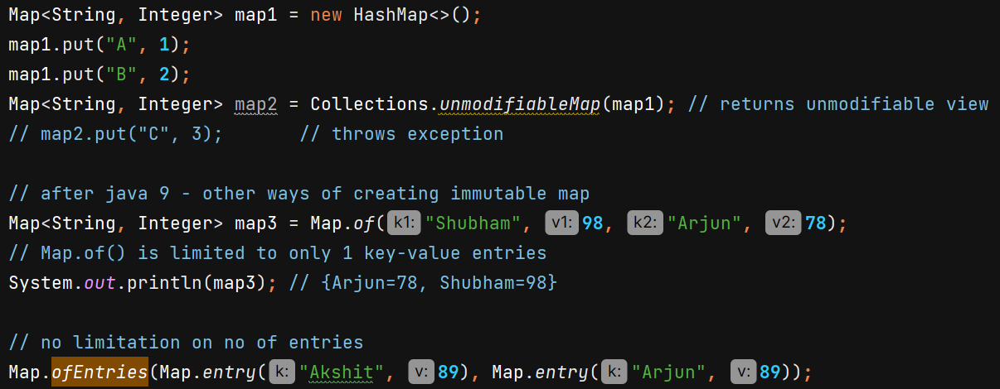 Map<String, Integer> map1 = new HashMap<>();
map1.put("A", 1);
map1.put("B", 2);
Map<String, Integer> map2 = Collections.unmodifiableMap(map1); // returns unmodifiable view
// map2.put("C", 3);       // throws exception
// after java 9 - other ways of creating immutable map
Map<String, Integer> map3 = Map.of( k1: "Shubham", v1: 98, k2: "Arjun", v2: 78);
// Map.of() is limited to only 1 key-value entries
System.out.println(map3); // {Arjun=78, Shubham=98}
// no limitation on no of entries
Map.ofEntries(Map.entry( k: "Akshit", v: 89), Map.entry( k: "Arjun", v: 89));